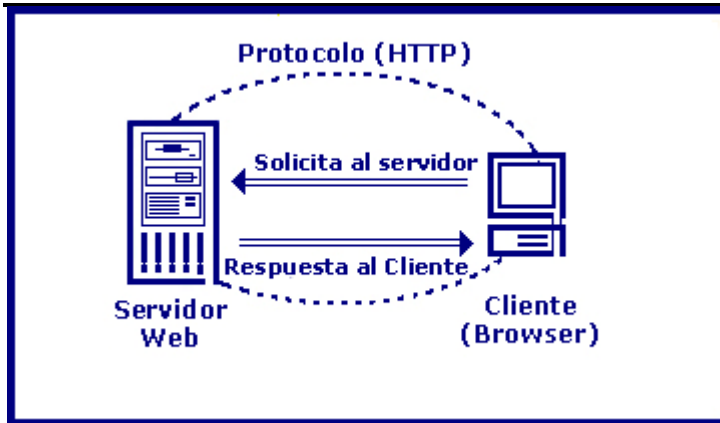 Protocolo (HTTP)
Solicita al servidor
Respuesta al Cliente
Servidor
Web
Cliente
(Browser)